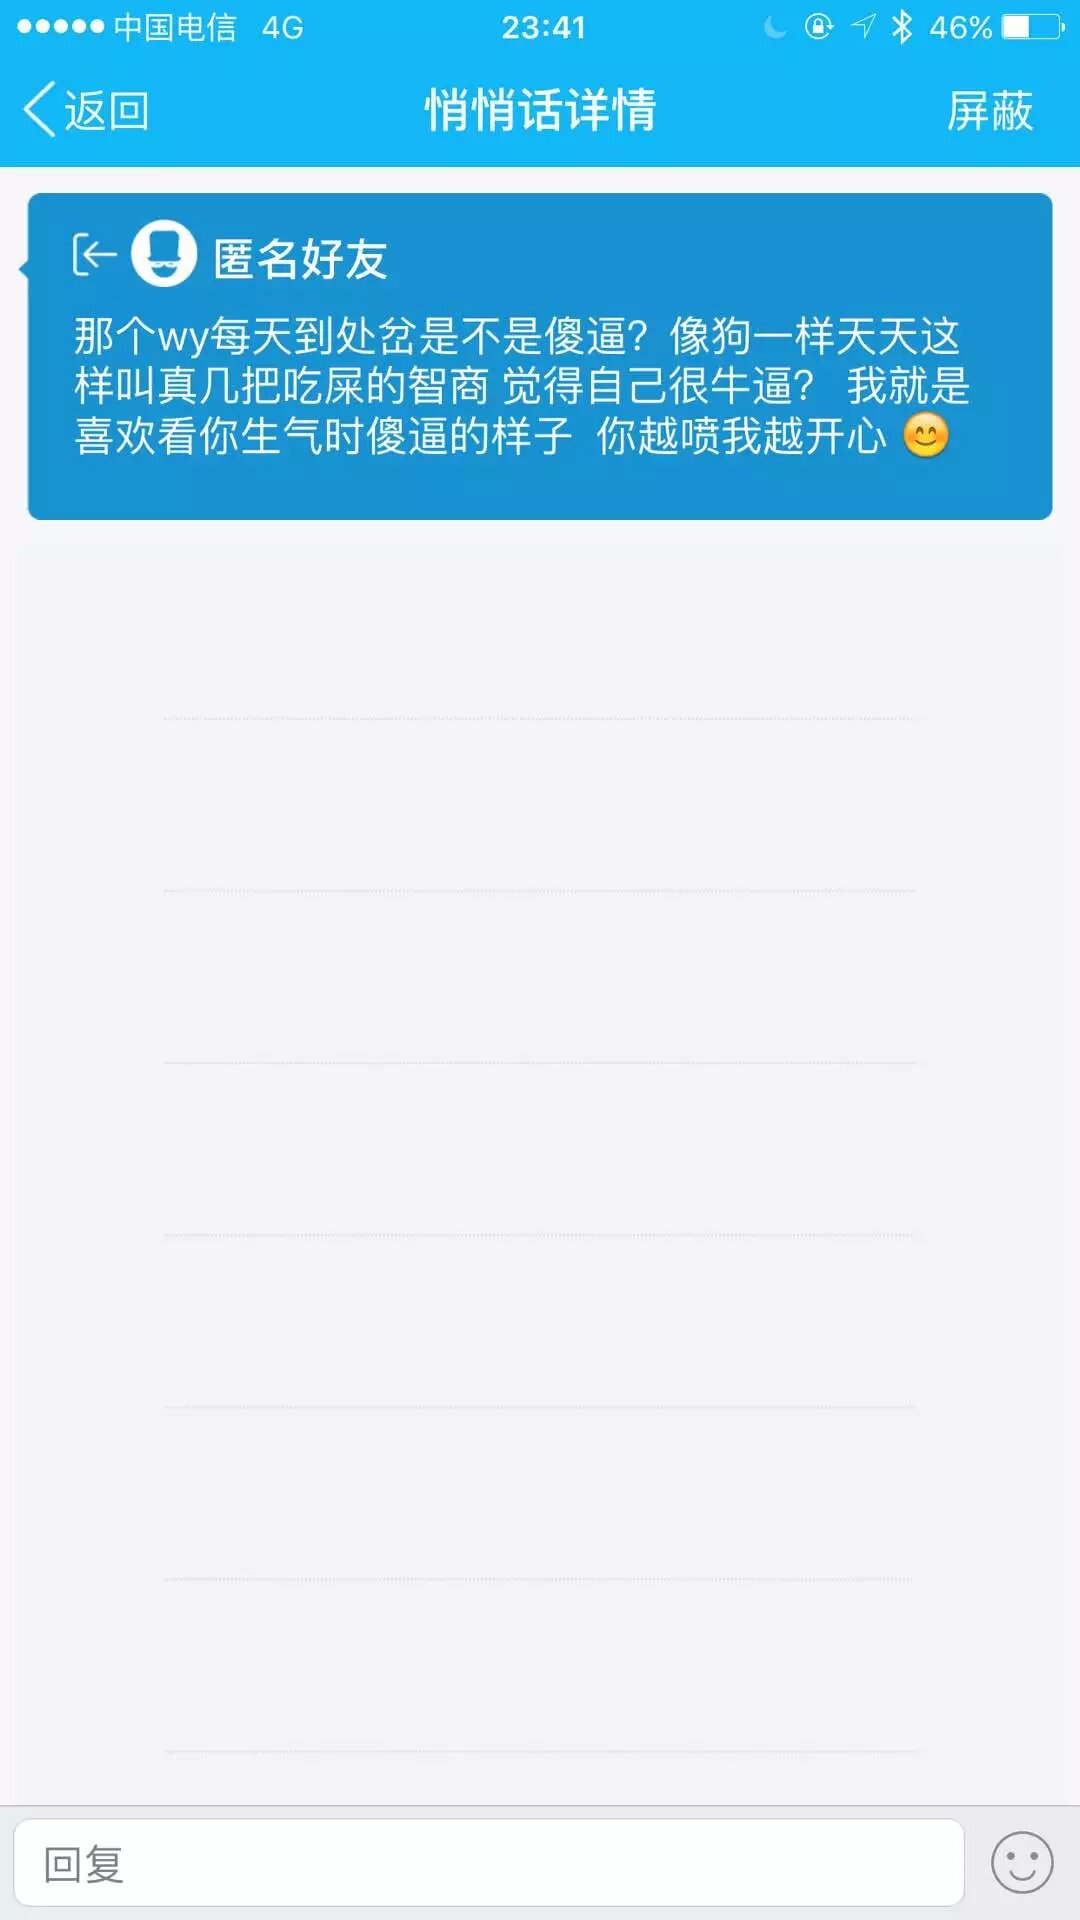 中国电信 4G 23:41 46%
返回 悄悄话详情 屏蔽
匿名好友
那个wy每天到处岔是不是傻逼？像狗一样天天这
样叫真几把吃屎的智商 觉得自己很牛逼？ 我就是
喜欢看你生气时傻逼的样子 你越喷我越开心 😊
回复